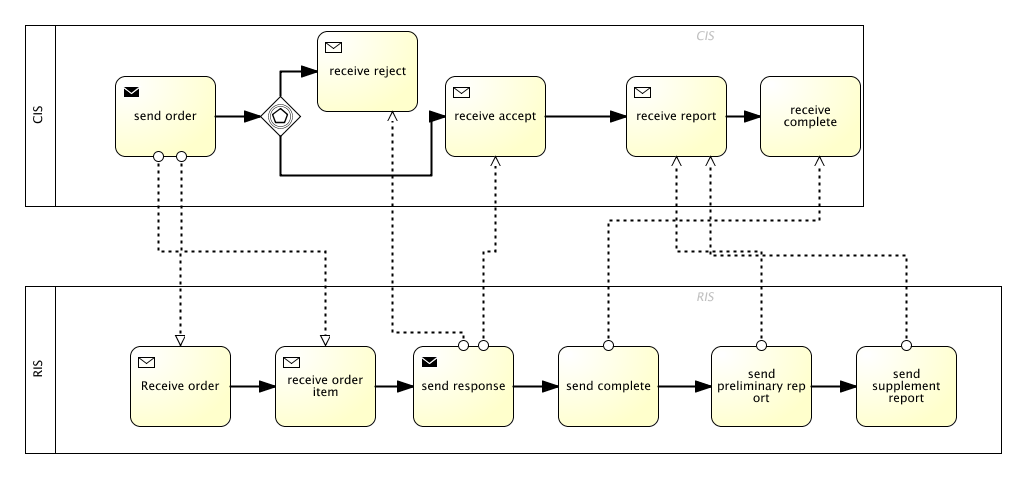 CIS
CIS
receive reject
send order
receive accept
receive report
receive
complete
RIS
RIS
Receive order
receive order
item
send response
send complete
send
preliminary rep
ort
send
supplement
report